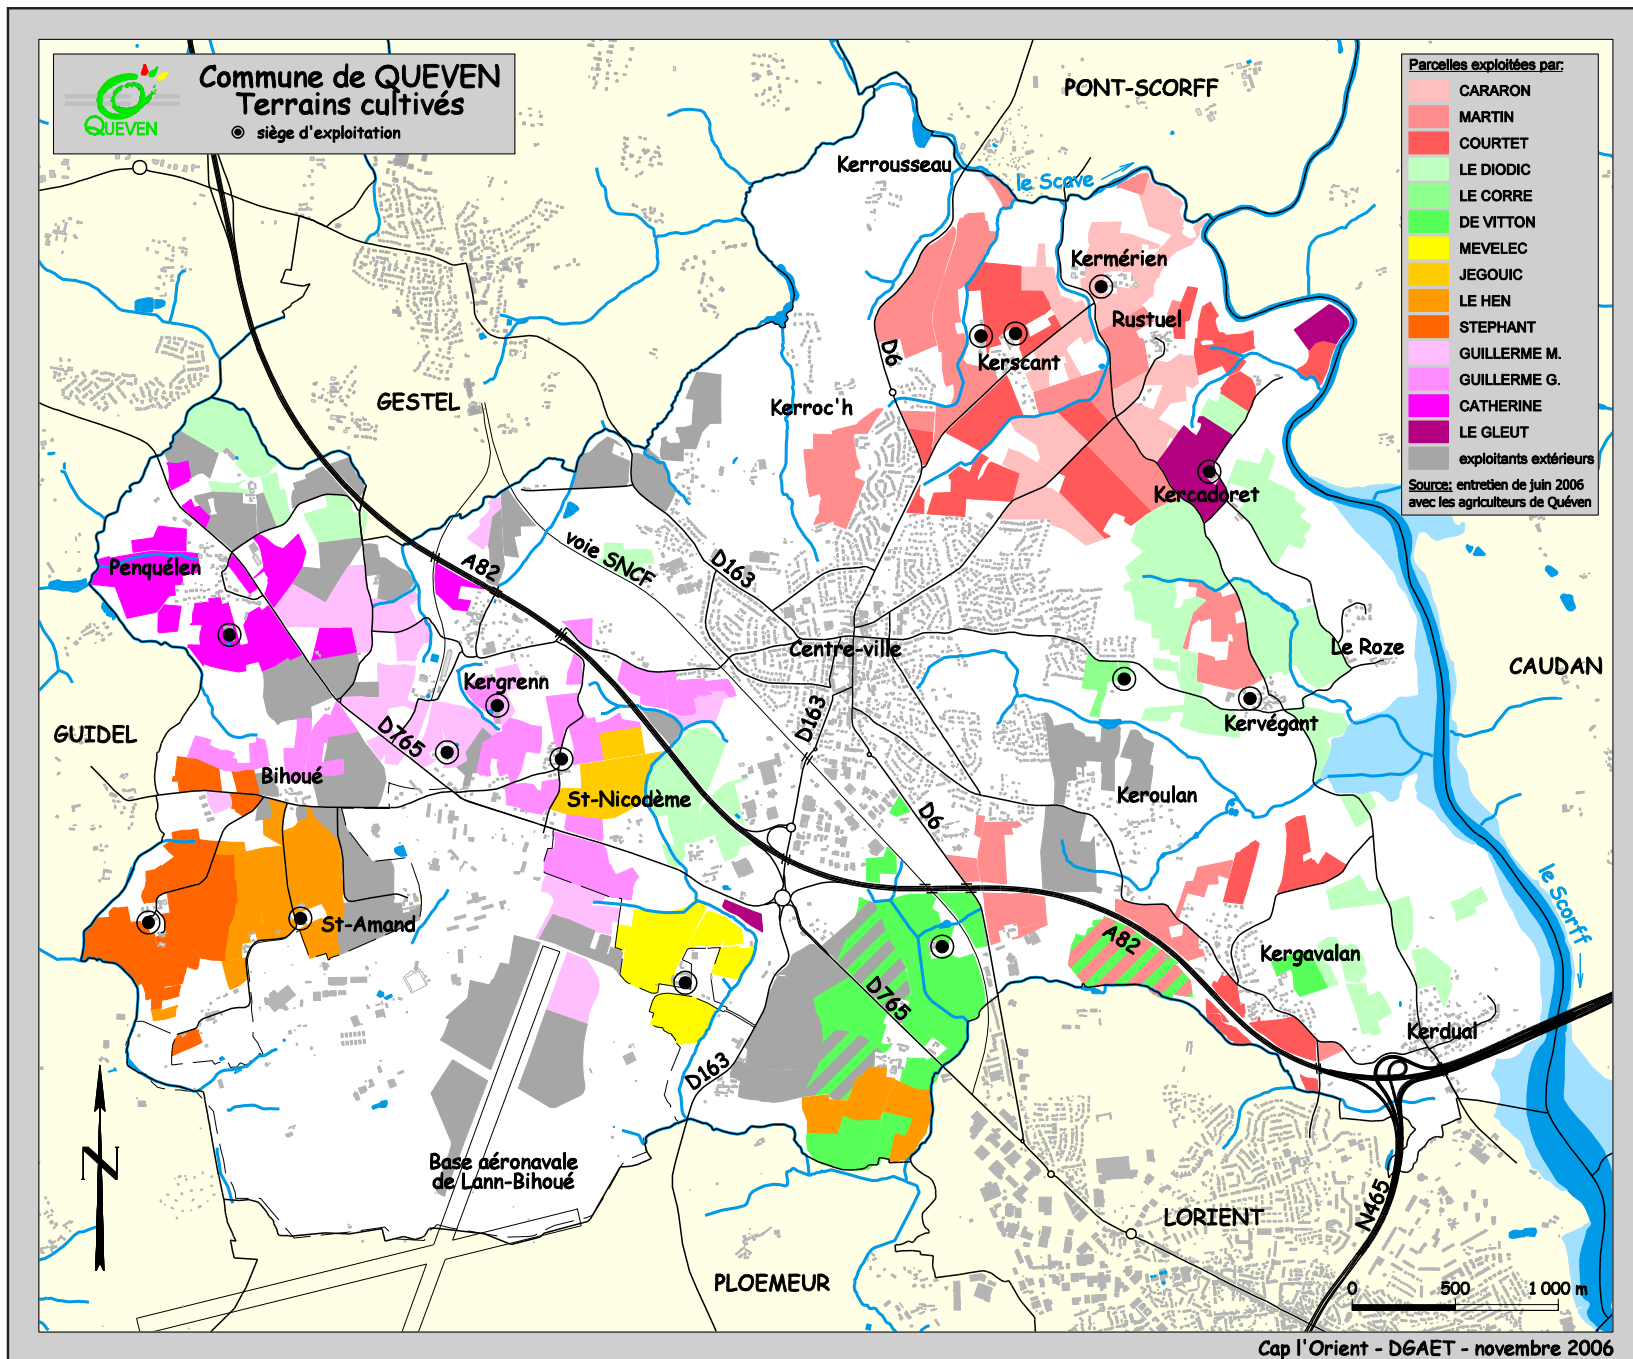 Commune de QUEVEN
Terrains cultivés
siège d'exploitation
QUEVEN
Parcelles exploitées par:
CARARON
MARTIN
COURTET
LE DIODIC
LE CORRE
DE VITTON
MEVELEC
JEGOUIC
LE HEN
STEPHANT
GUILLERME M.
GUILLERME G.
CATHERINE
LE GLEUT
exploitants extérieurs
Source: entretien de juin 2006
avec les agriculteurs de Quéven
PONT-SCORFF
Kerrousseau
le Scave
Kermérien
Rustuel
D6
Kerscant
GESTEL
Kerroc'h
Kercadoret
Penquélen
A82
voie SNCF
D163
Centre-ville
Le Roze
CAUDAN
Kergrenn
Kervégant
GUIDEL
D765
D163
Bihoué
St-Nicodème
Keroulan
D6
St-Amand
A82
Kergavalan
le Scorff
D765
Kerdual
D163
Base aéronavale
de Lann-Bihoué
N
LORIENT
N465
PLOEMEUR
0 500 1 000 m
Cap l'Orient - DGAET - novembre 2006